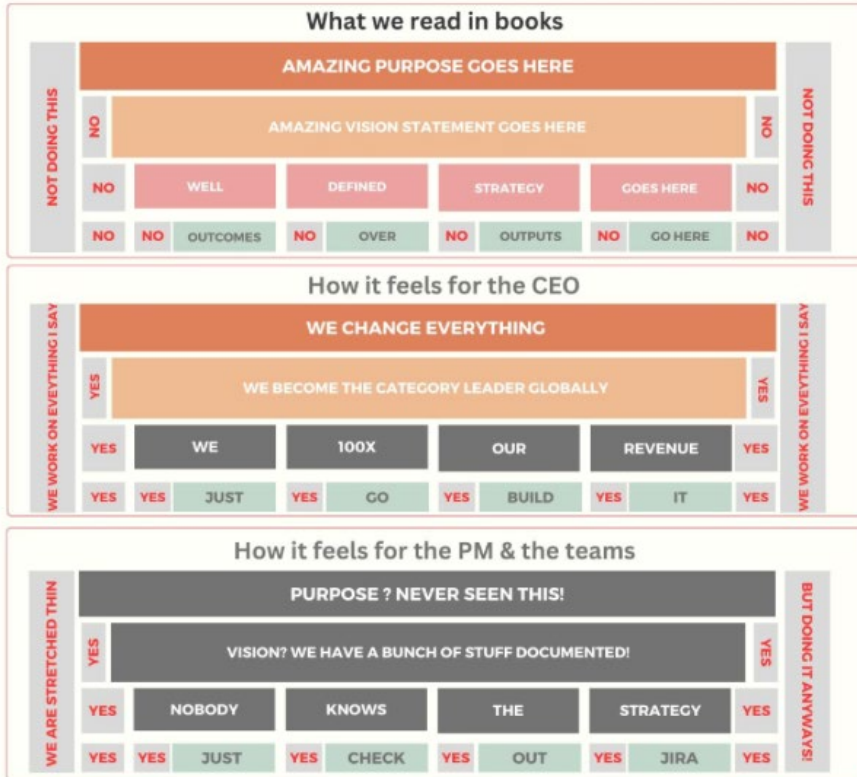 What we read in books
NOT DOING THIS
AMAZING PURPOSE GOES HERE
NOT DOING THIS
NO
AMAZING VISION STATEMENT GOES HERE
NO
NO
WELL
DEFINED
STRATEGY
GOES HERE
NO
NO
NO
OUTCOMES
NO
OVER
NO
OUTPUTS
NO
GO HERE
NO
How it feels for the CEO
WE WORK ON EVEYTHING I SAY
WE CHANGE EVERYTHING
WE WORK ON EVEYTHING I SAY
YES
WE BECOME THE CATEGORY LEADER GLOBALLY
YES
YES
WE
100X
OUR
REVENUE
YES
YES
YES
JUST
YES
GO
YES
BUILD
YES
IT
YES
How it feels for the PM & the teams
WE ARE STRETCHED THIN
PURPOSE ? NEVER SEEN THIS!
BUT DOING IT ANYWAYS!
YES
VISION? WE HAVE A BUNCH OF STUFF DOCUMENTED!
YES
YES
NOBODY
KNOWS
THE
STRATEGY
YES
YES
YES
JUST
YES
CHECK
YES
OUT
YES
JIRA
YES